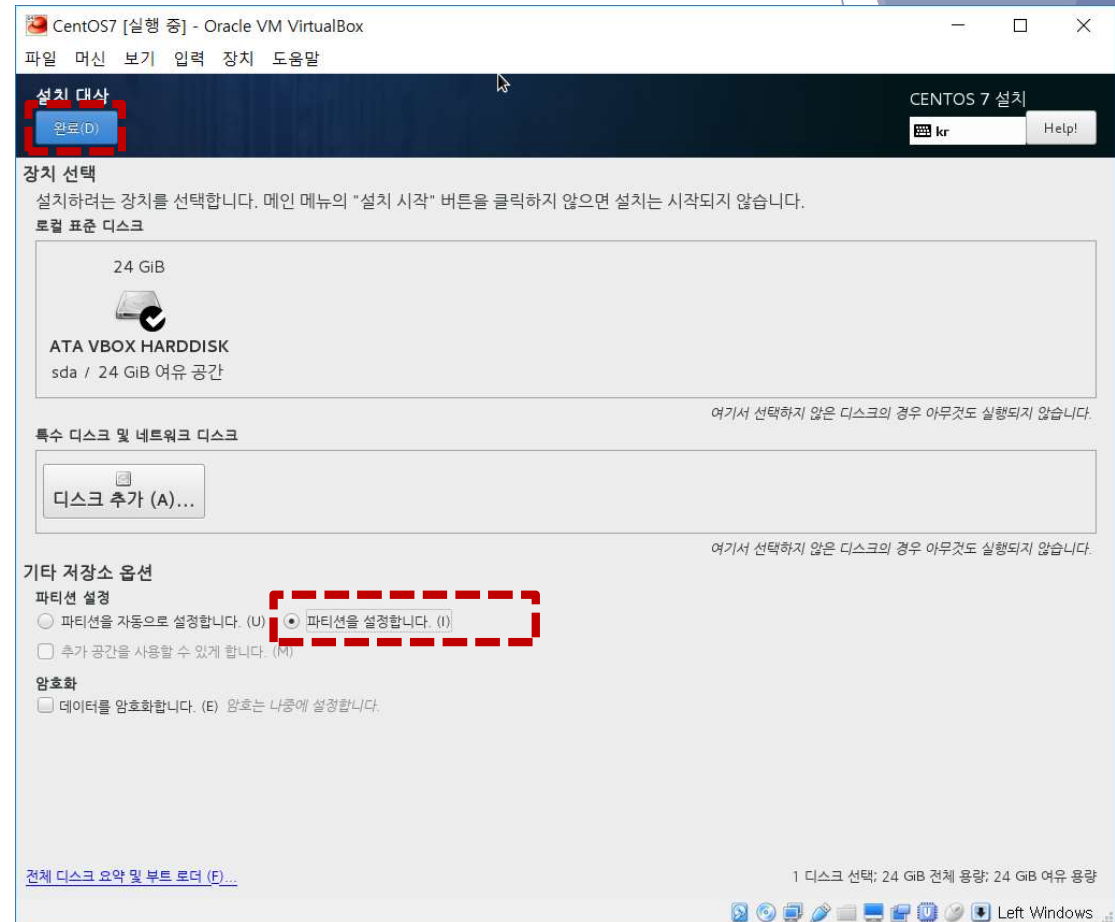 CentOS7 [실행 중] - Oracle VM VirtualBox
파일 머신 보기 입력 장치 도움말
설치 대상
CENTOS 7 설치
완료(D)
kr
Help!
장치 선택
설치하려는 장치를 선택합니다. 메인 메뉴의 "설치 시작" 버튼을 클릭하지 않으면 설치는 시작되지 않습니다.
로컬 표준 디스크
24 GiB
ATA VBOX HARDDISK
sda / 24 GiB 여유 공간
여기서 선택하지 않은 디스크의 경우 아무것도 실행되지 않습니다.
특수 디스크 및 네트워크 디스크
디스크 추가 (A)...
여기서 선택하지 않은 디스크의 경우 아무것도 실행되지 않습니다.
기타 저장소 옵션
파티션 설정
파티션을 자동으로 설정합니다. (U) 파티션을 설정합니다. (I)
추가 공간을 사용할 수 있게 합니다. (M)
암호화
데이터를 암호화합니다. (E) 암호는 나중에 설정합니다.
전체 디스크 요약 및 부트 로더 (F)...
1 디스크 선택; 24 GiB 전체 용량; 24 GiB 여유 용량
Left Windows